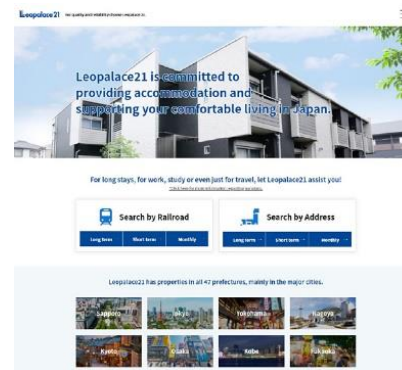 Leopalace21
Leopalace21 is committed to
providing accommodation and
supporting your comfortable living in Japan.
For long stays, for work, study or even just for travel, let Leopalace21 assist you!
Search by Railroad
Long term Short term Monthly
Search by Address
Long term Short term Monthly
Leopalace21 has properties in all 47 prefectures, mainly in the major cities.
Sapporo
Tokyo
Yokohama
Nagoya
Kyoto
Osaka
Kobe
Fukuoka